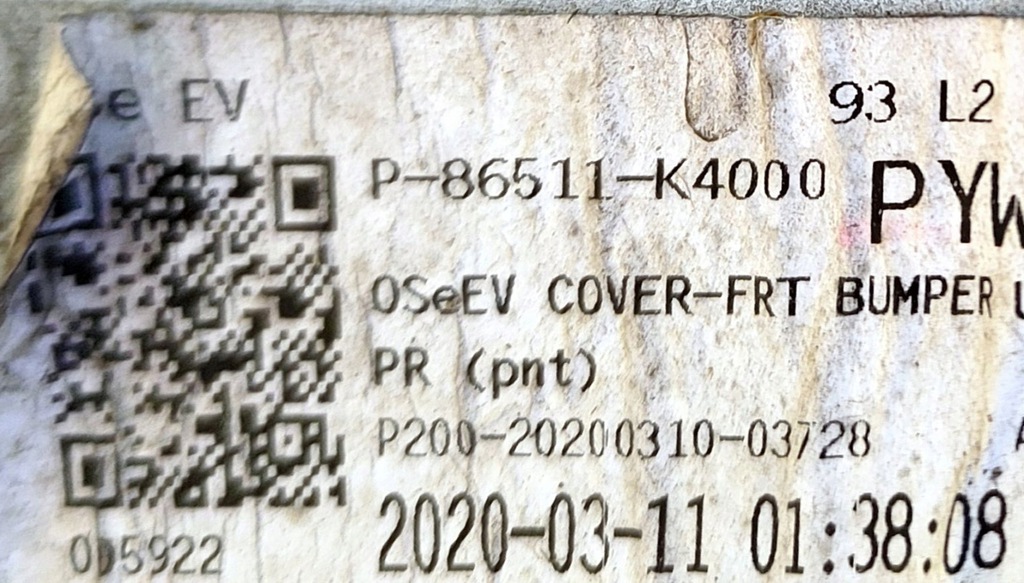 EV
93 L2
P-86511-K4000
PYW
OSeEV COVER-FRT BUMPER
PR (pnt)
P200-20200310-03728
2020-03-11 01:38:08
0D5922